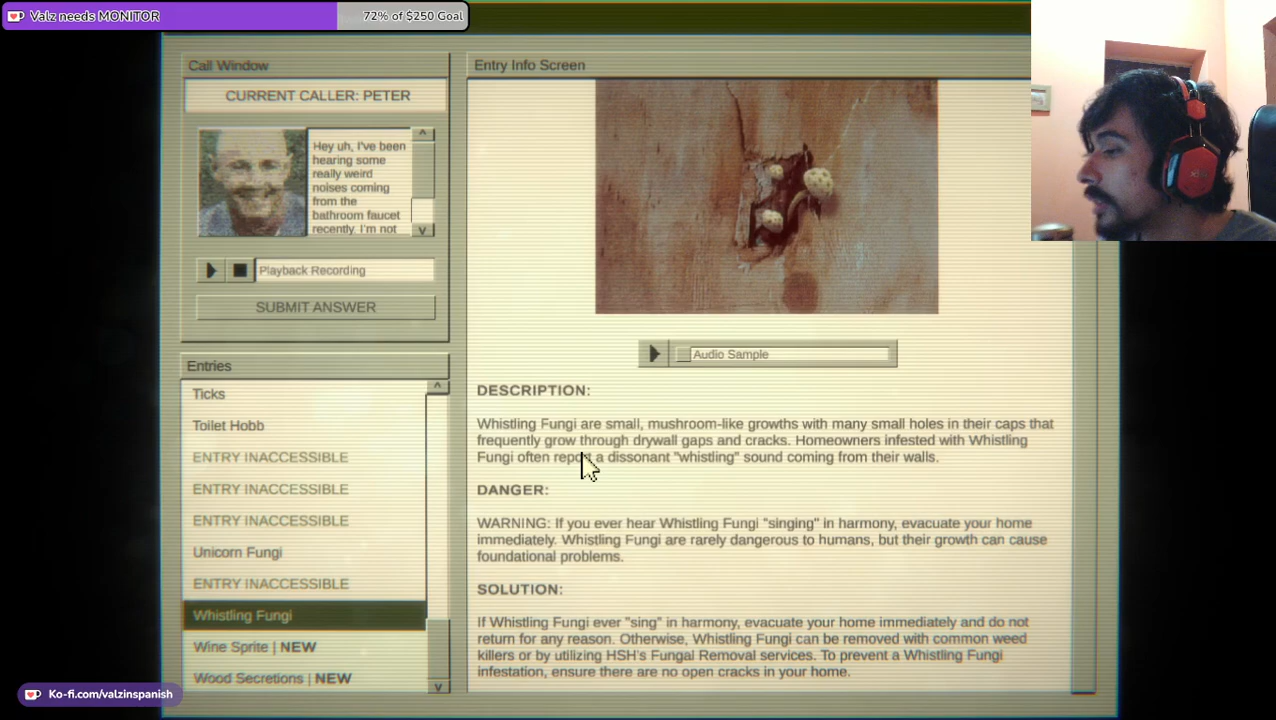 Valz needs MONITOR
72% of $250 Goal
Call Window
CURRENT CALLER: PETER
Hey uh, I've been
hearing some
really weird
noises coming
from the
bathroom faucet
recently. I'm not
Playback Recording
SUBMIT ANSWER
Entries
Ticks
Toilet Hobb
ENTRY INACCESSIBLE
ENTRY INACCESSIBLE
ENTRY INACCESSIBLE
Unicorn Fungi
ENTRY INACCESSIBLE
Whistling Fungi
Wine Sprite | NEW
Wood Secretions | NEW
Ko-fi.com/valzinspanish
Entry Info Screen
Audio Sample
DESCRIPTION:
Whistling Fungi are small, mushroom-like growths with many small holes in their caps that
frequently grow through drywall gaps and cracks. Homeowners infested with Whistling
Fungi often report a dissonant "whistling" sound coming from their walls.
DANGER:
WARNING: If you ever hear Whistling Fungi "singing" in harmony, evacuate your home
immediately. Whistling Fungi are rarely dangerous to humans, but their growth can cause
foundational problems.
SOLUTION:
If Whistling Fungi ever "sing" in harmony, evacuate your home immediately and do not
return for any reason. Otherwise, Whistling Fungi can be removed with common weed
killers or by utilizing HSH's Fungal Removal services. To prevent a Whistling Fungi
infestation, ensure there are no open cracks in your home.